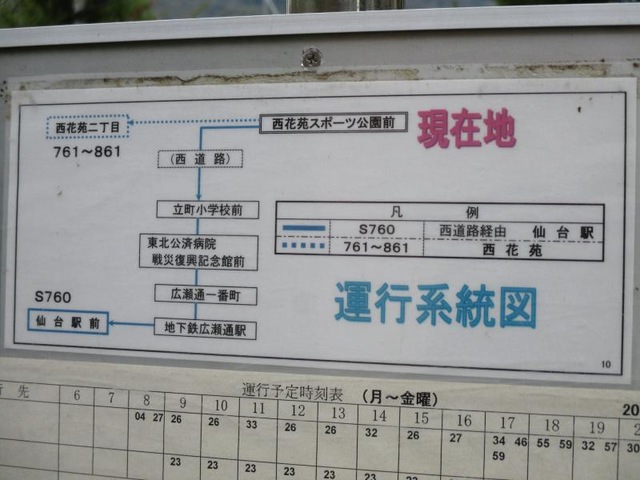 西花苑二丁目
761～861
西花苑スポーツ公園前
現在地
(西道路)
立町小学校前
東北公済病院
戦災復興記念館前
広瀬通一番町
地下鉄広瀬通駅
S760
仙台駅前
凡例
S760 西道路経由 仙台駅
761～861 西花苑
運行系統図
10
運行予定時刻表 (月～金曜)
20
先 6 7 8 9 10 11 12 13 14 15 16 17 18 19 2
04 27 26 26 33 26 26 32 26 27 34 46 55 59 32 57 30
59
23 23 23 23 23 23 23 23